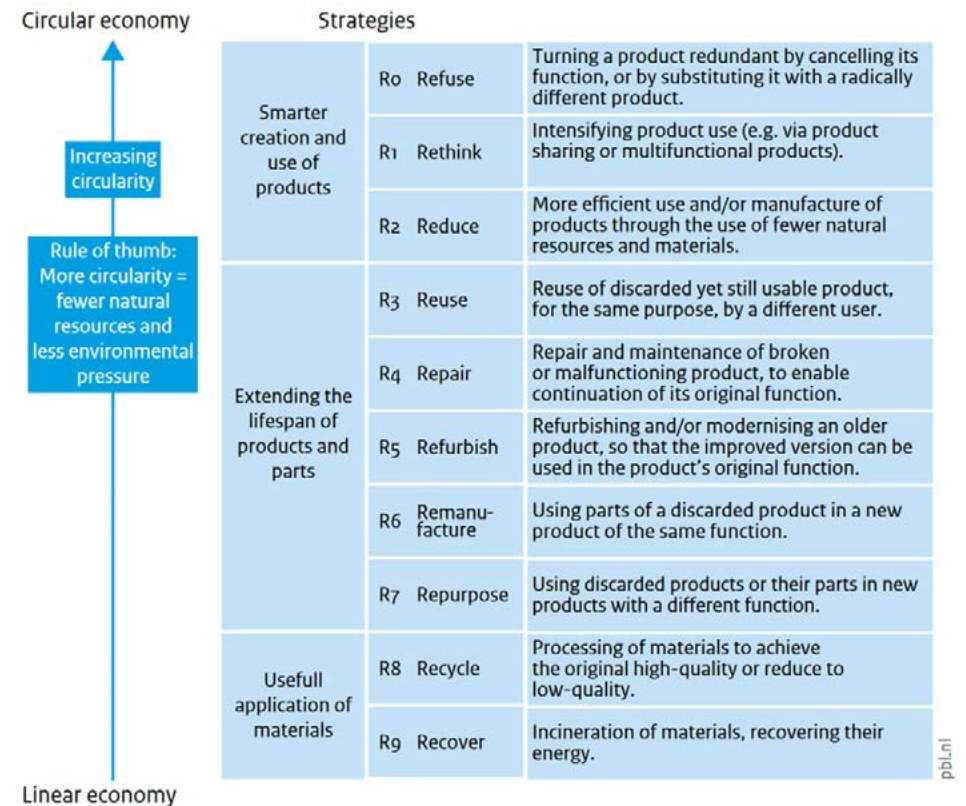 Circular economy
Strategies
Increasing
circularity
Rule of thumb:
More circularity =
fewer natural
resources and
less environmental
pressure
Linear economy
Smarter
creation and
use of
products
R0 Refuse
Turning a product redundant by cancelling its
function, or by substituting it with a radically
different product.
R1 Rethink
Intensifying product use (e.g. via product
sharing or multifunctional products).
R2 Reduce
More efficient use and/or manufacture of
products through the use of fewer natural
resources and materials.
Extending the
lifespan of
products and
parts
R3 Reuse
Reuse of discarded yet still usable product,
for the same purpose, by a different user.
R4 Repair
Repair and maintenance of broken
or malfunctioning product, to enable
continuation of its original function.
R5 Refurbish
Refurbishing and/or modernising an older
product, so that the improved version can be
used in the product's original function.
R6 Remanu-
facture
Using parts of a discarded product in a new
product of the same function.
R7 Repurpose
Using discarded products or their parts in new
products with a different function.
Usefull
application of
materials
R8 Recycle
Processing of materials to achieve
the original high-quality or reduce to
low-quality.
R9 Recover
Incineration of materials, recovering their
energy.
pbl.nl